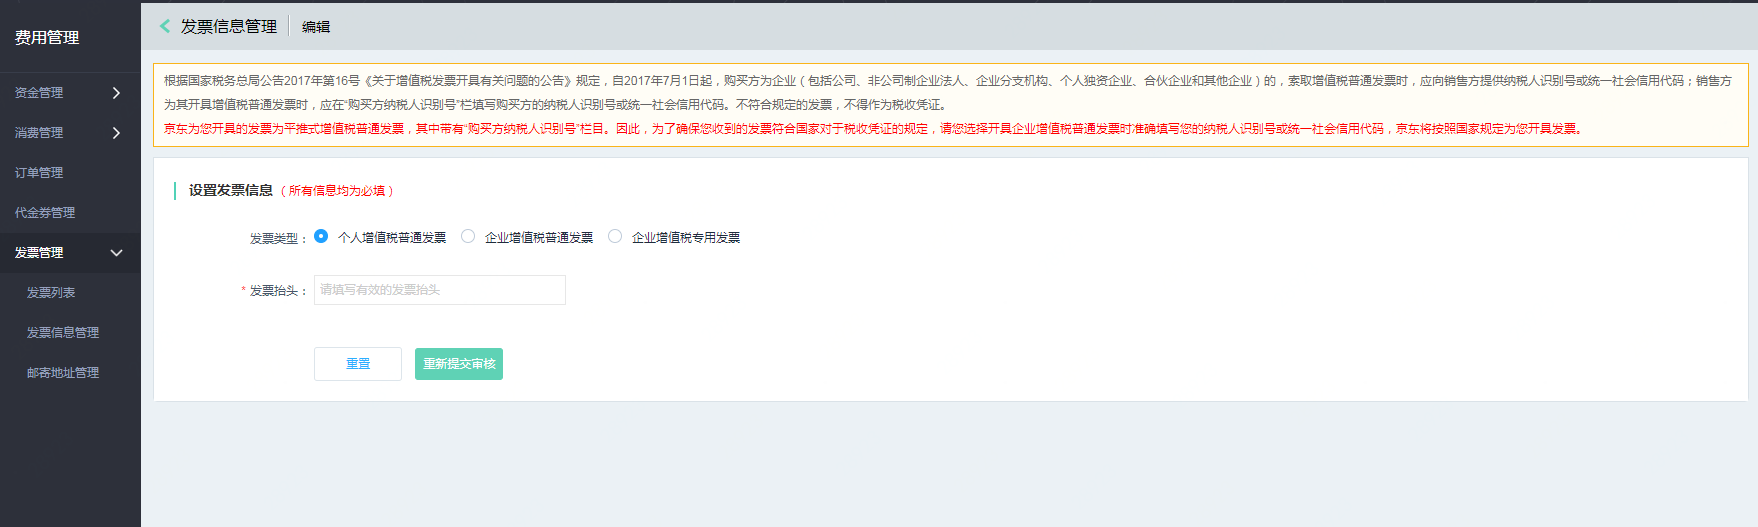 费用管理
资金管理
消费管理
订单管理
代金券管理
发票管理
发票列表
发票信息管理
邮寄地址管理
发票信息管理 编辑
根据国家税务总局公告2017年第16号《关于增值税发票开具有关问题的公告》规定，自2017年7月1日起，购买方为企业（包括公司、非公司制企业法人、企业分支机构、个人独资企业、合伙企业和其他企业）的，索取增值税普通发票时，应向销售方提供纳税人识别号或统一社会信用代码；销售方
为其开具增值税普通发票时，应在“购买方纳税人识别号”栏填写购买方的纳税人识别号或统一社会信用代码。不符合规定的发票，不得作为税收凭证。
京东为您开具的发票为平推式增值税普通发票，其中带有“购买方纳税人识别号”栏目。因此，为了确保您收到的发票符合国家对于税收凭证的规定，请您选择开具企业增值税普通发票时准确填写您的纳税人识别号或统一社会信用代码，京东将按照国家规定为您开具发票。
设置发票信息（所有信息均为必填）
发票类型： 个人增值税普通发票 企业增值税普通发票 企业增值税专用发票
* 发票抬头： 请填写有效的发票抬头
重置 重新提交审核